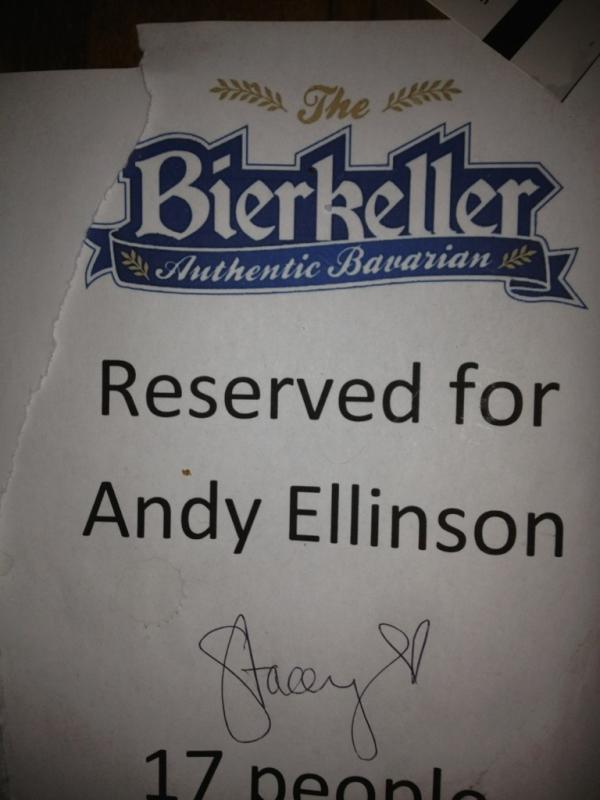 The
Bierkeller
Authentic Bavarian
Reserved for
Andy Ellinson
Stacey
17 people